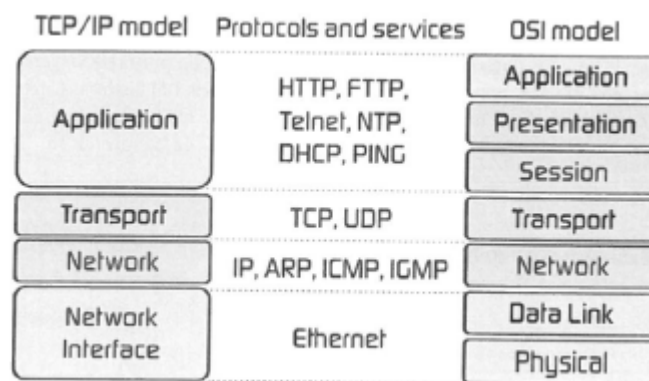 TCP/IP model Protocols and services OSI model
Application
HTTP, FTTP,
Telnet, NTP,
DHCP, PING
Application
Presentation
Session
Transport TCP, UDP Transport
Network IP, ARP, ICMP, IGMP Network
Network
Interface
Ethernet
Data Link
Physical